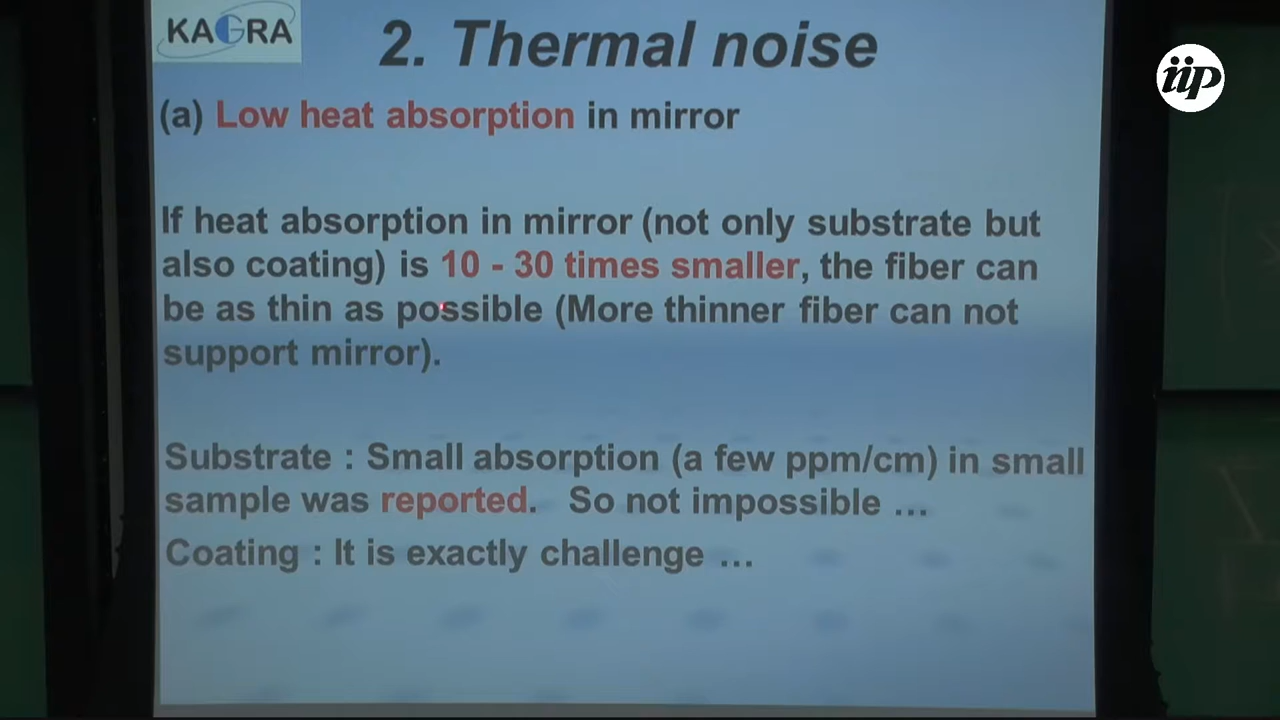 KAGRA
2. Thermal noise
iip
(a) Low heat absorption in mirror
If heat absorption in mirror (not only substrate but
also coating) is 10 - 30 times smaller, the fiber can
be as thin as possible (More thinner fiber can not
support mirror).
Substrate : Small absorption (a few ppm/cm) in small
sample was reported. So not impossible ...
Coating : It is exactly challenge ...